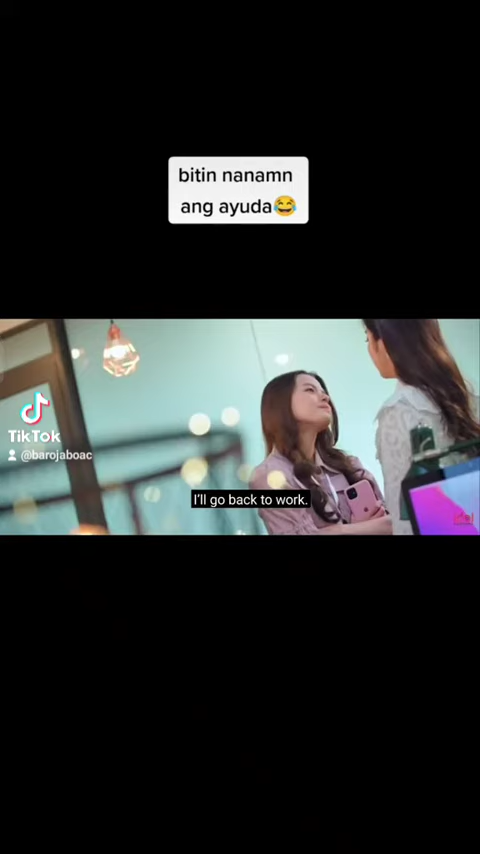 bitin nanamn
ang ayuda😂
TikTok
@barojaboac
I'll go back to work.